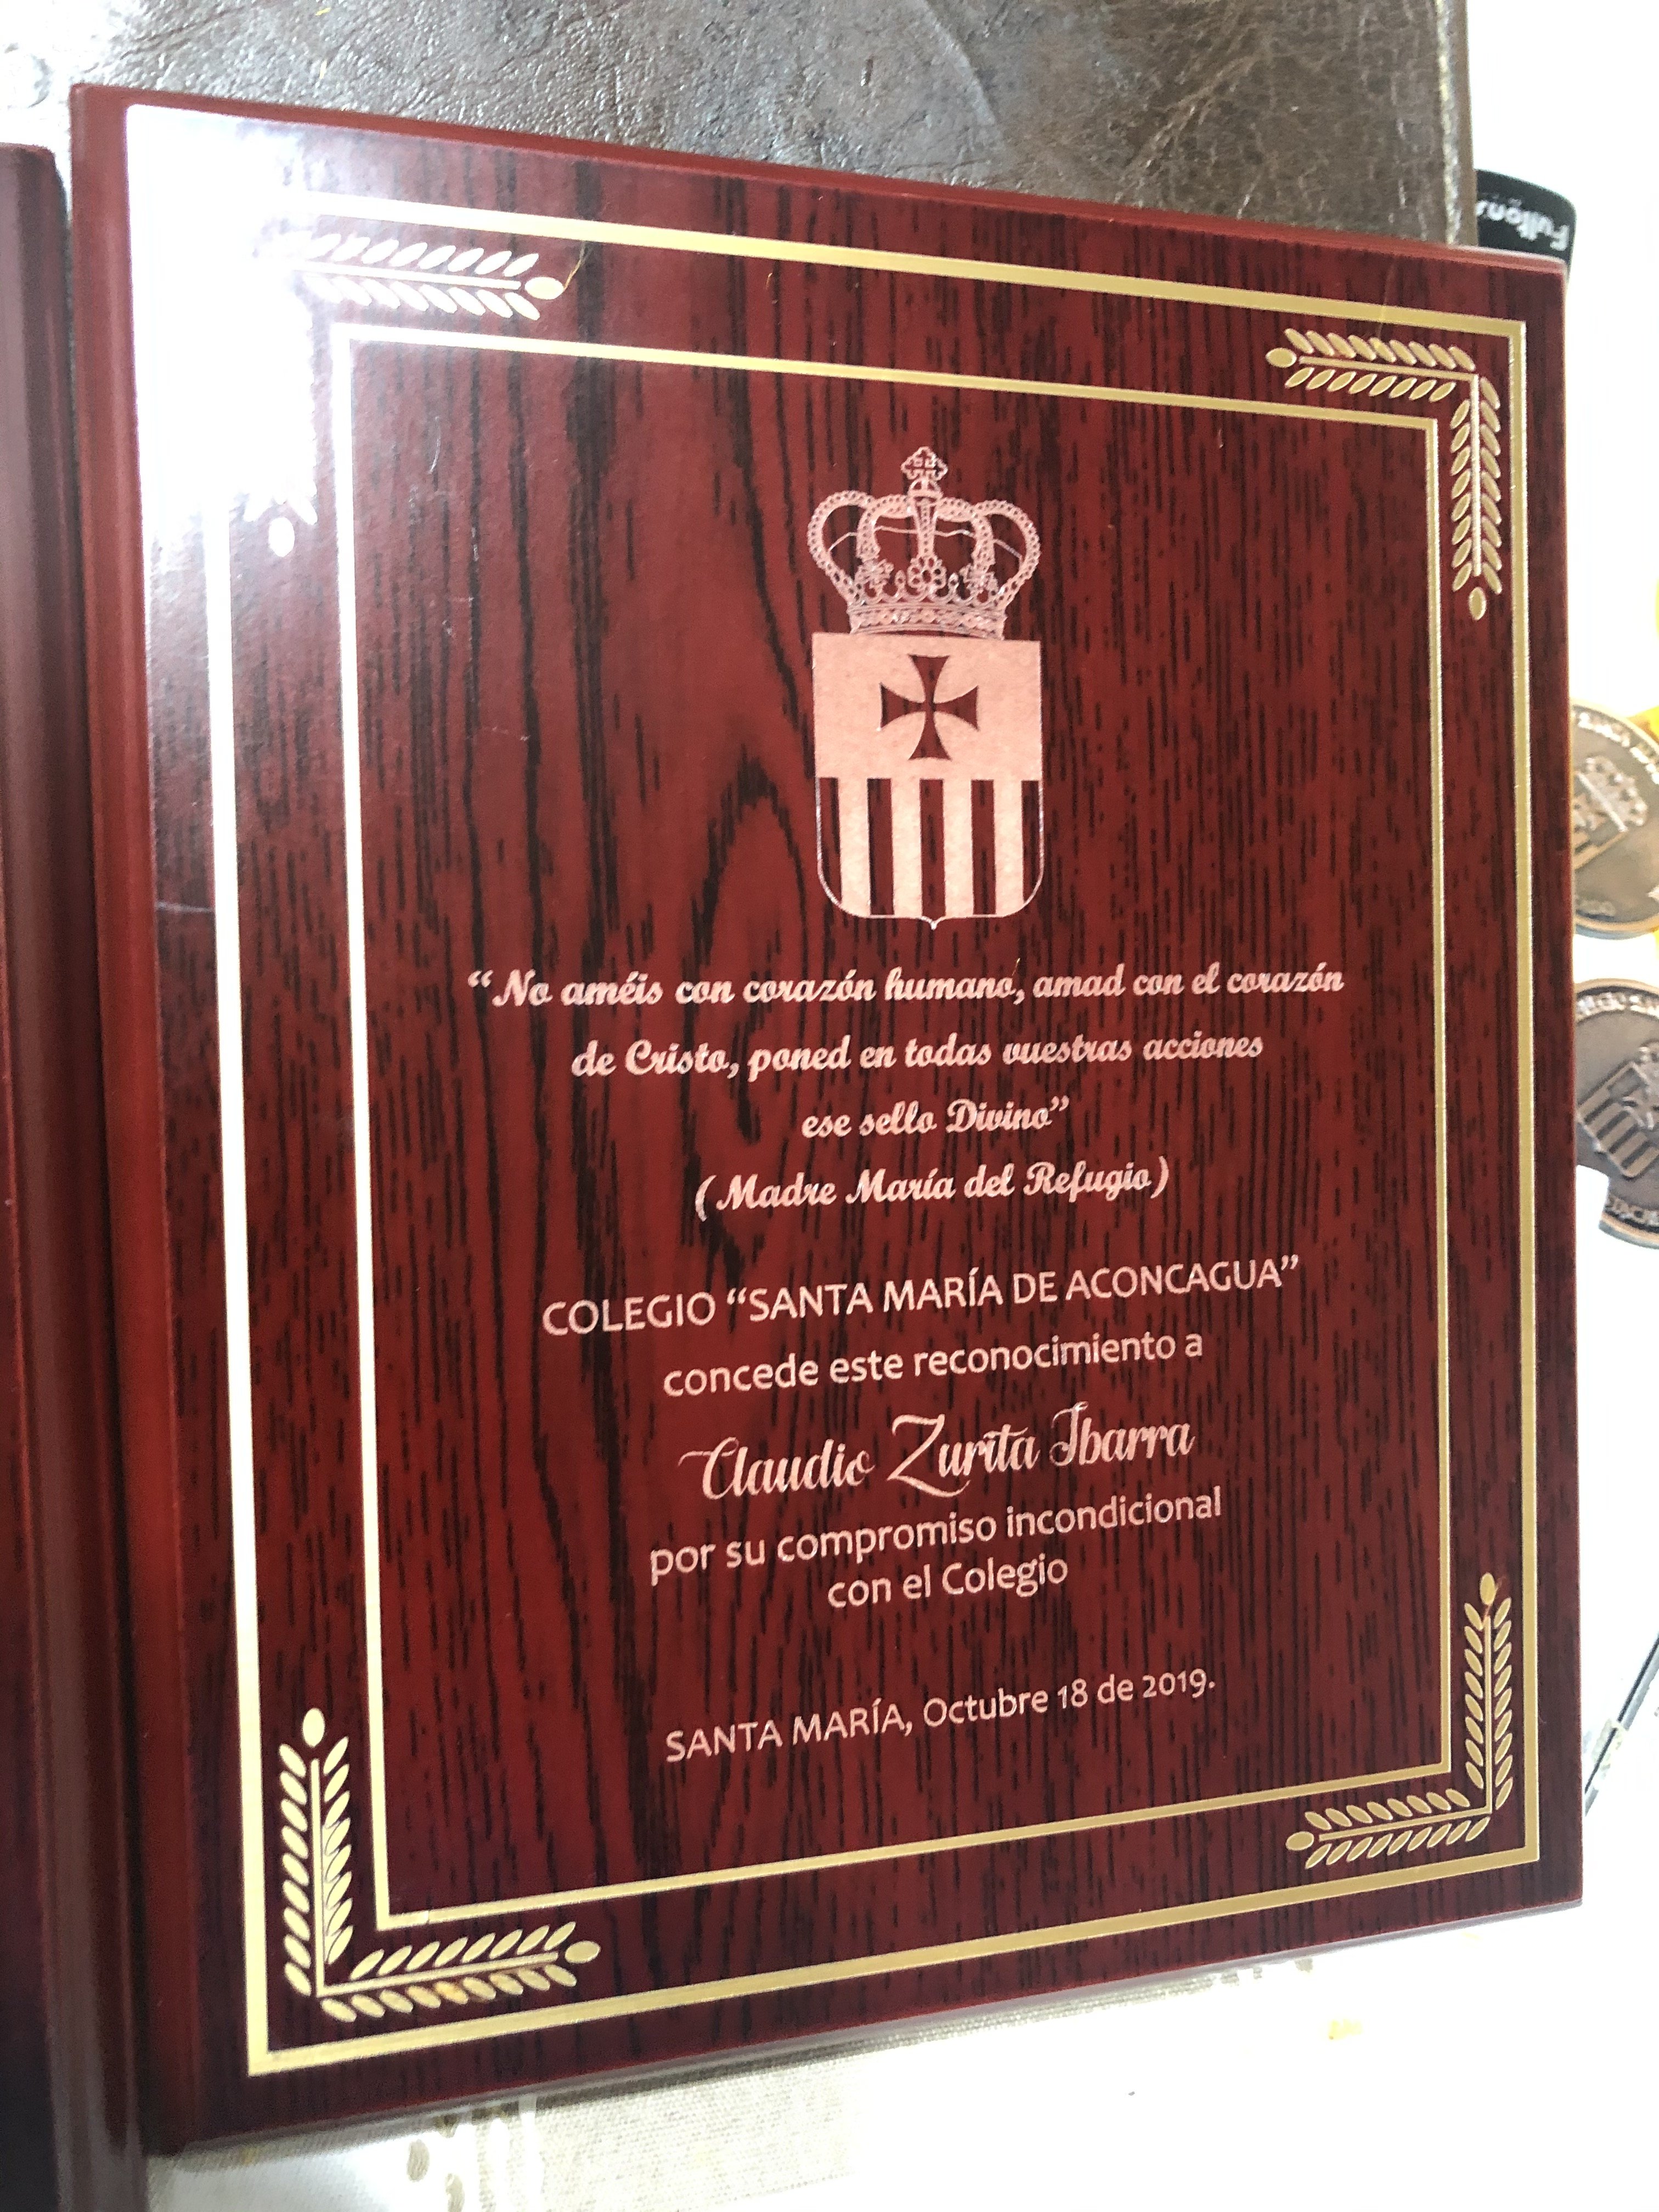 “No améis con corazón humano, amad con el corazón
de Cristo, poned en todas vuestras acciones
ese sello Divino”
(Madre María del Refugio)
COLEGIO “SANTA MARÍA DE ACONCAGUA”
concede este reconocimiento a
Claudio Zurita Ibarra
por su compromiso incondicional
con el Colegio
SANTA MARÍA, Octubre 18 de 2019.